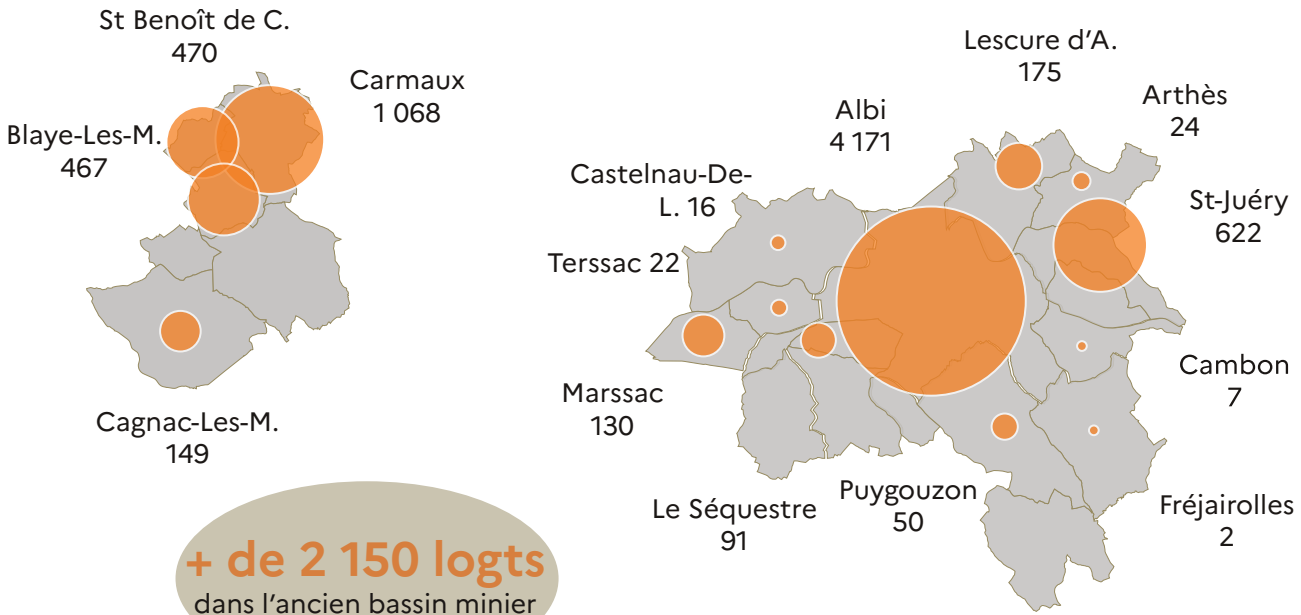 St Benoît de C.
470
Carmaux
1 068
Blaye-Les-M.
467
Cagnac-Les-M.
149
Lescure d'A.
175
Arthès
24
Albi
4 171
Castelnau-De-
L. 16
St-Juéry
622
Terssac 22
Marssac
130
Cambon
7
Le Séquestre
91
Puygouzon
50
Fréjairolles
2
+ de 2 150 logts
dans l'ancien bassin minier